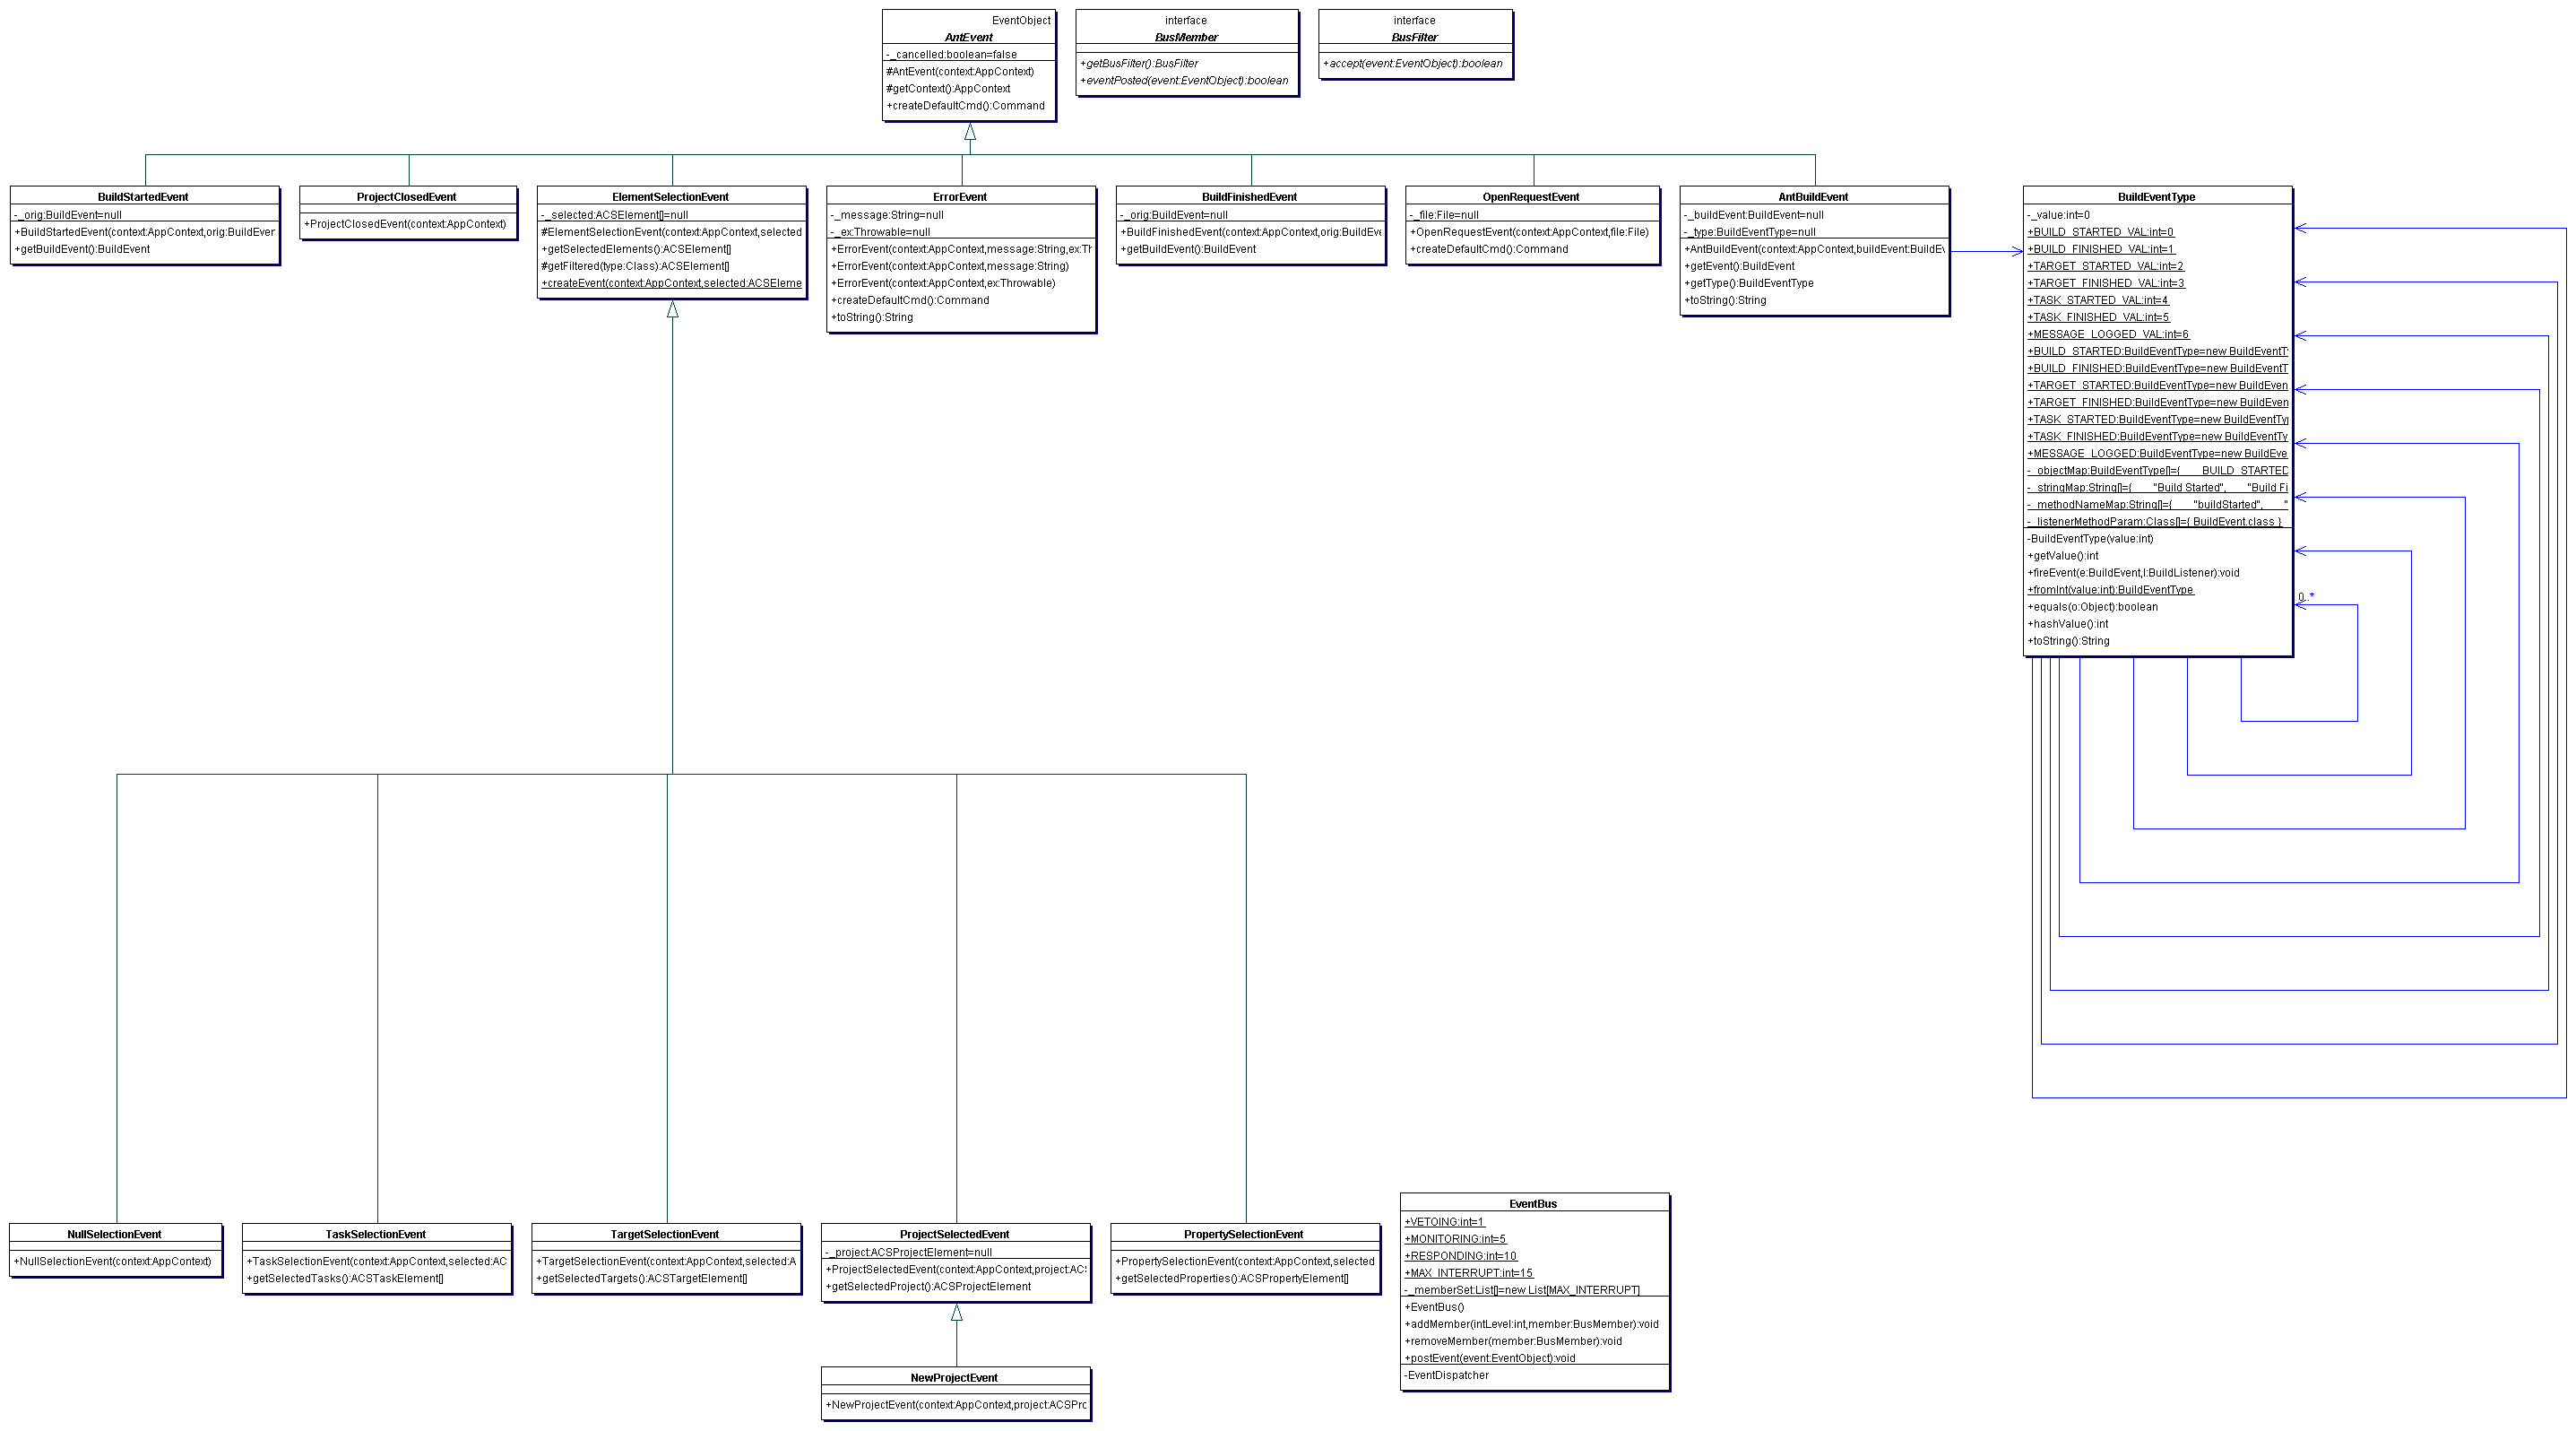 EventObject
AntEvent
-_cancelled:boolean=false
#AntEvent(context:AppContext)
#getContext():AppContext
+createDefaultCmd():Command
interface
BusMember
+getBusFilter():BusFilter
+eventPosted(event:EventObject):boolean
interface
BusFilter
+accept(event:EventObject):boolean
BuildStartedEvent
-_orig:BuildEvent=null
+BuildStartedEvent(context:AppContext,orig:BuildEven
+getBuildEvent():BuildEvent
ProjectClosedEvent
+ProjectClosedEvent(context:AppContext)
ElementSelectionEvent
-_selected:ACSElement[]=null
#ElementSelectionEvent(context:AppContext,selected
+getSelectedElements():ACSElement[]
#getFiltered(type:Class):ACSElement[]
+createEvent(context:AppContext,selected:ACSEleme
ErrorEvent
-_message:String=null
-_ex:Throwable=null
+ErrorEvent(context:AppContext,message:String,ex:Th
+ErrorEvent(context:AppContext,message:String)
+ErrorEvent(context:AppContext,ex:Throwable)
+createDefaultCmd():Command
+toString():String
BuildFinishedEvent
-_orig:BuildEvent=null
+BuildFinishedEvent(context:AppContext,orig:BuildEve
+getBuildEvent():BuildEvent
OpenRequestEvent
-_file:File=null
+OpenRequestEvent(context:AppContext,file:File)
+createDefaultCmd():Command
AntBuildEvent
-_buildEvent:BuildEvent=null
-_type:BuildEventType=null
+AntBuildEvent(context:AppContext,buildEvent:BuildEv
+getEvent():BuildEvent
+getType():BuildEventType
+toString():String
BuildEventType
-_value:int=0
+BUILD_STARTED_VAL:int=0
+BUILD_FINISHED_VAL:int=1
+TARGET_STARTED_VAL:int=2
+TARGET_FINISHED_VAL:int=3
+TASK_STARTED_VAL:int=4
+TASK_FINISHED_VAL:int=5
+MESSAGE_LOGGED_VAL:int=6
+BUILD_STARTED:BuildEventType=new BuildEventTy
+BUILD_FINISHED:BuildEventType=new BuildEventT
+TARGET_STARTED:BuildEventType=new BuildEven
+TARGET_FINISHED:BuildEventType=new BuildEven
+TASK_STARTED:BuildEventType=new BuildEventTyp
+TASK_FINISHED:BuildEventType=new BuildEventTy
+MESSAGE_LOGGED:BuildEventType=new BuildEve
-_objectMap:BuildEventType[]={ BUILD_STARTED
-_stringMap:String[]={ "Build Started", "Build Fi
-_methodNameMap:String[]={ "buildStarted", "
-_listenerMethodParam:Class[]={ BuildEvent.class }
-BuildEventType(value:int)
+getValue():int
+fireEvent(e:BuildEvent,l:BuildListener):void
+fromInt(value:int):BuildEventType
+equals(o:Object):boolean
+hashValue():int
+toString():String
0..*
NullSelectionEvent
+NullSelectionEvent(context:AppContext)
TaskSelectionEvent
+TaskSelectionEvent(context:AppContext,selected:AC
+getSelectedTasks():ACSTaskElement[]
TargetSelectionEvent
+TargetSelectionEvent(context:AppContext,selected:A
+getSelectedTargets():ACSTargetElement[]
ProjectSelectedEvent
-_project:ACSProjectElement=null
+ProjectSelectedEvent(context:AppContext,project:ACS
+getSelectedProject():ACSProjectElement
PropertySelectionEvent
+PropertySelectionEvent(context:AppContext,selected
+getSelectedProperties():ACSPropertyElement[]
EventBus
+VETOING:int=1
+MONITORING:int=5
+RESPONDING:int=10
+MAX_INTERRUPT:int=15
-_memberSet:List[]=new List[MAX_INTERRUPT]
+EventBus()
+addMember(intLevel:int,member:BusMember):void
+removeMember(member:BusMember):void
+postEvent(event:EventObject):void
-EventDispatcher
NewProjectEvent
+NewProjectEvent(context:AppContext,project:ACSPro